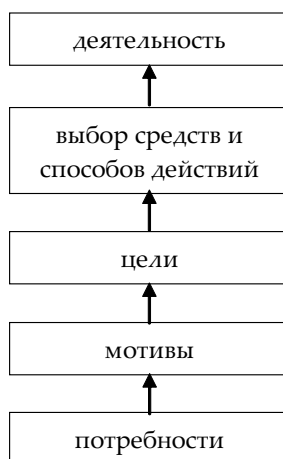 деятельность
выбор средств и
способов действий
цели
мотивы
потребности